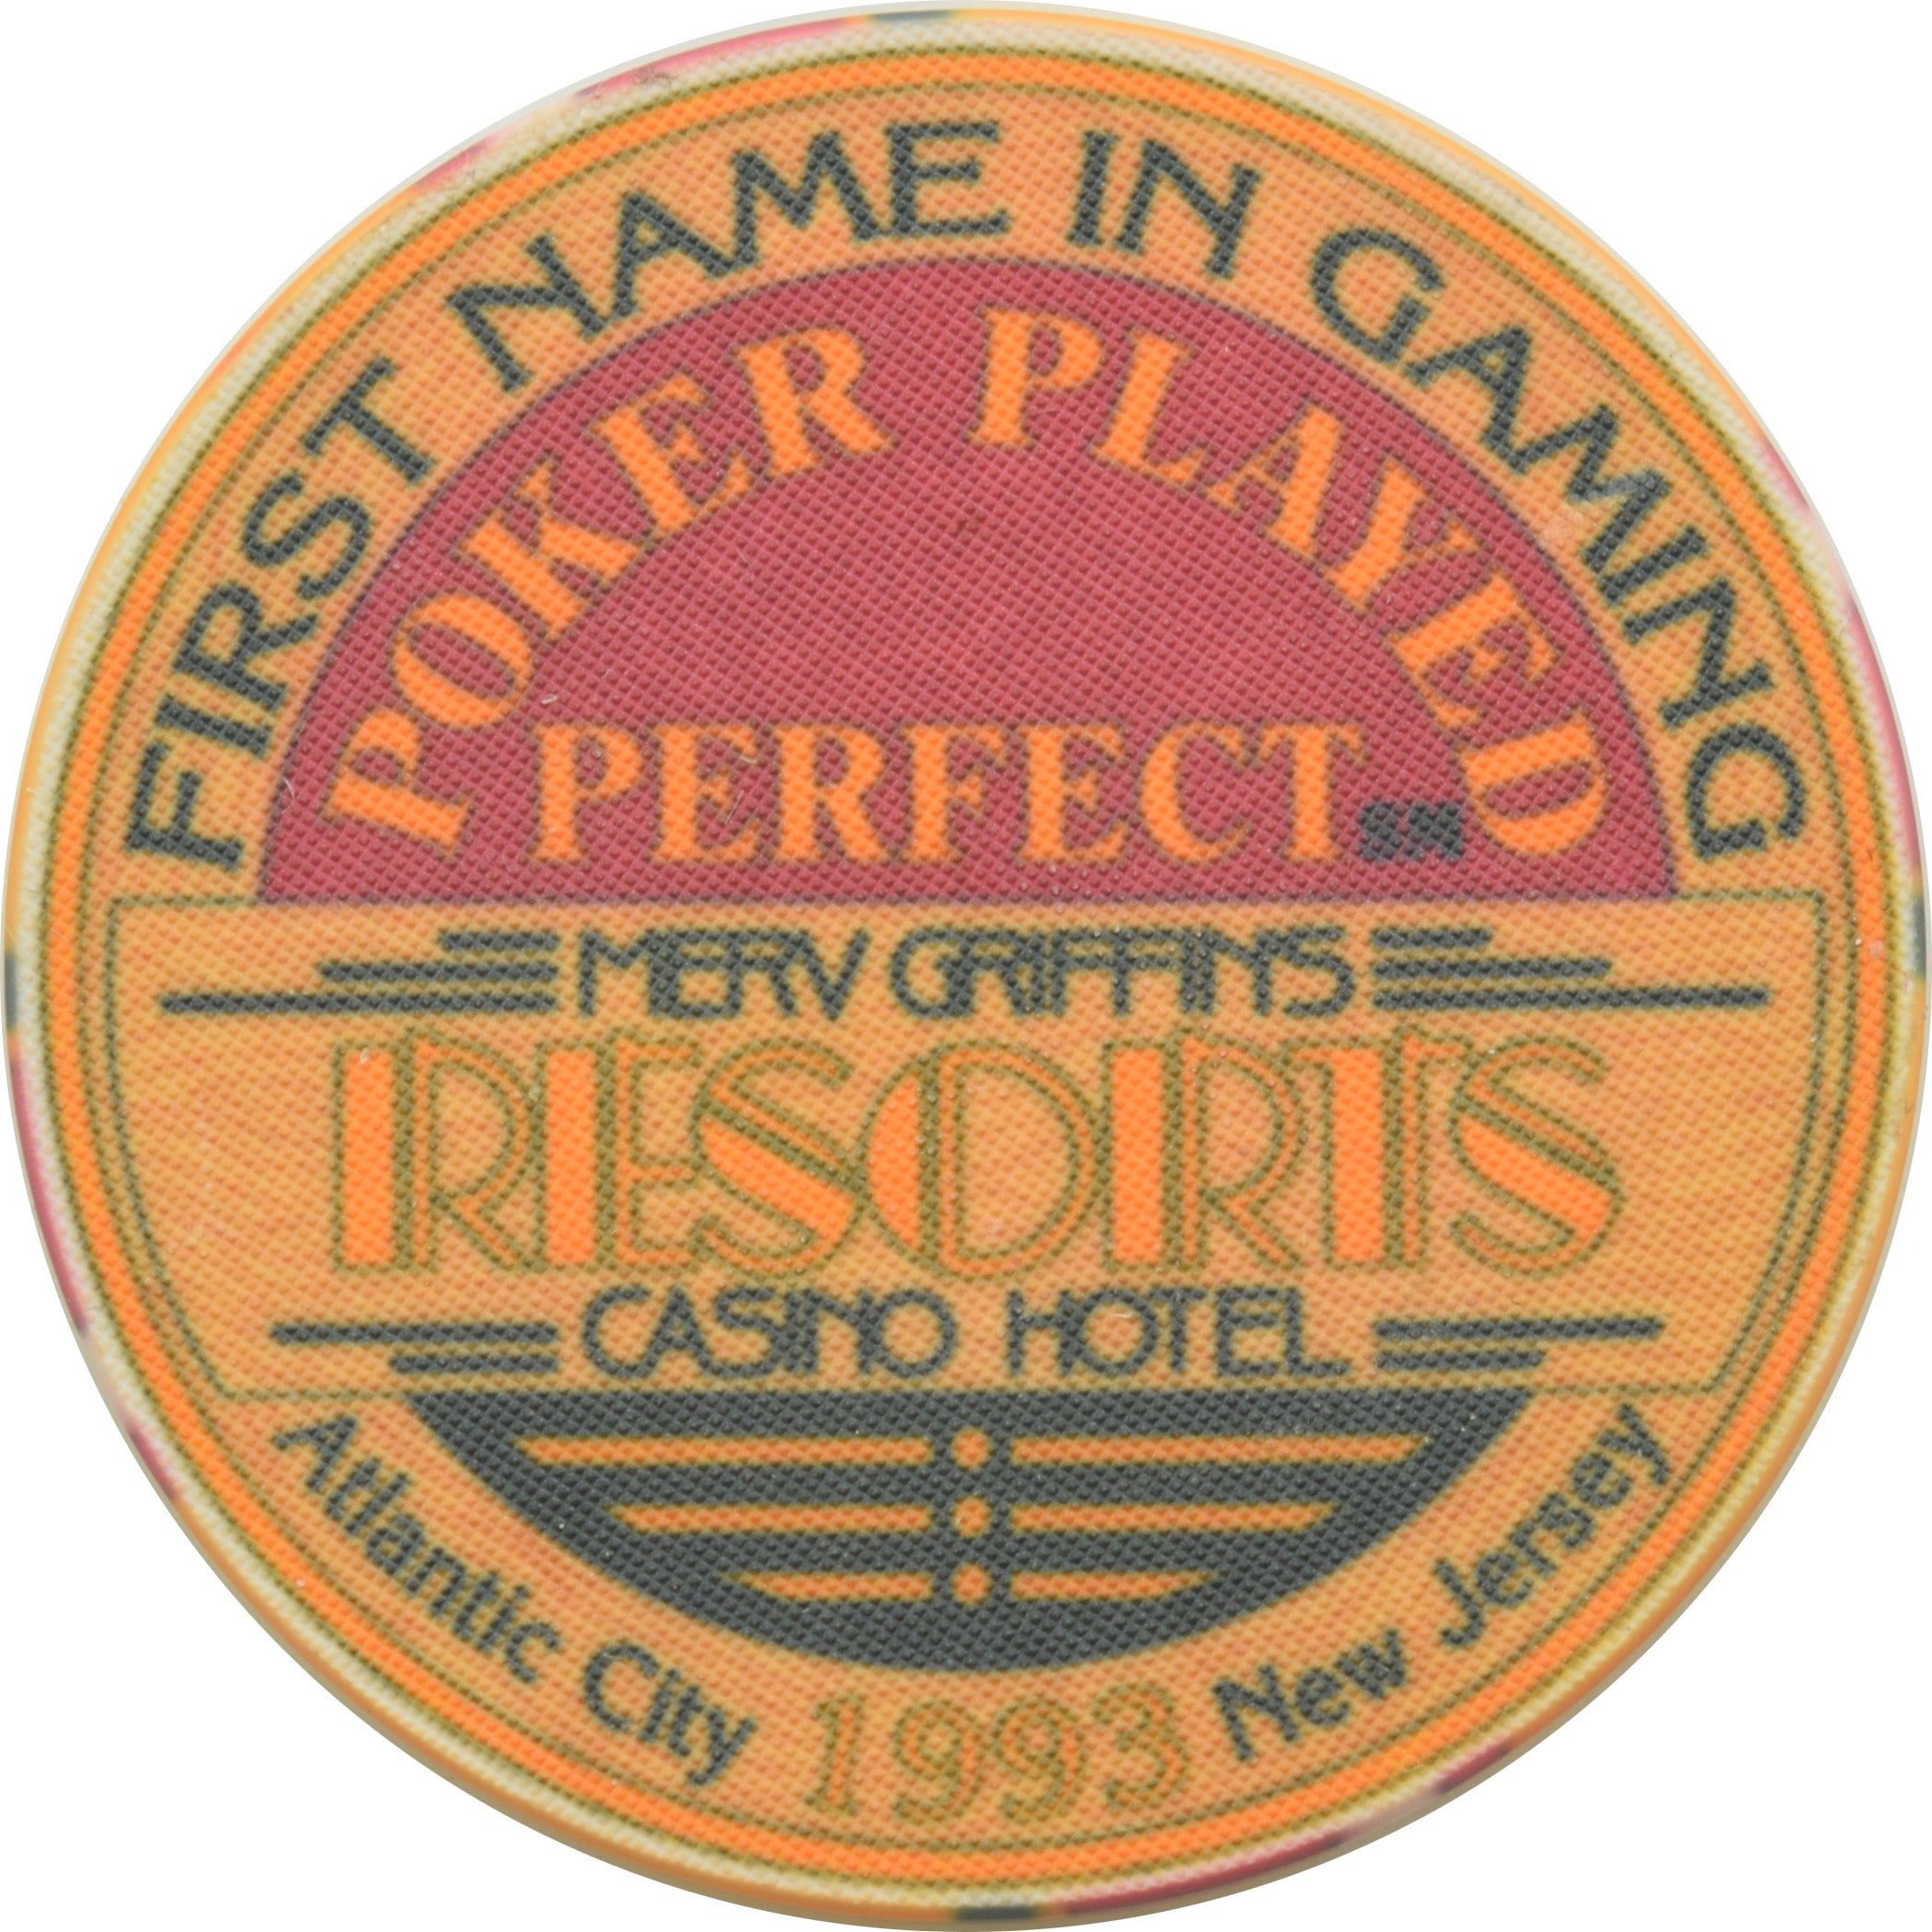 FIRST NAME IN GAMING
POKER PLAYED
PERFECT SM
MERV GRIFFIN'S
RESORTS
CASINO HOTEL
Atlantic City 1993 New Jersey